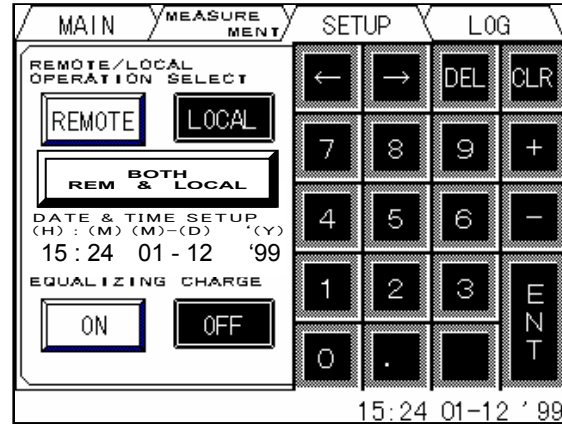 MAIN MEASUREMENT SETUP LOG
REMOTE/LOCAL
OPERATION SELECT
REMOTE LOCAL
BOTH
REM & LOCAL
DATE & TIME SETUP
(H) : (M) (M)-(D) '(Y)
15 : 24 01 - 12 ‘99
EQUALIZING CHARGE
ON OFF
← → DEL CLR
7 8 9 +
4 5 6 -
1 2 3 ENT
0 .
15:24 01-12 '99